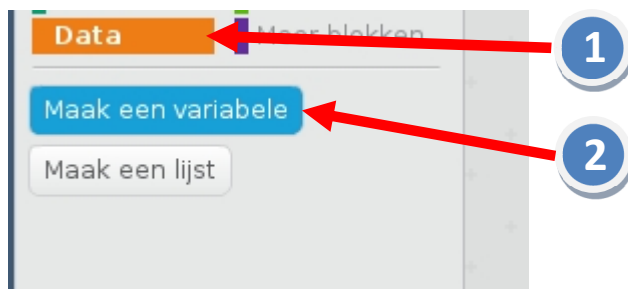 Data Meer blokken 1
Maak een variabele
2
Maak een lijst